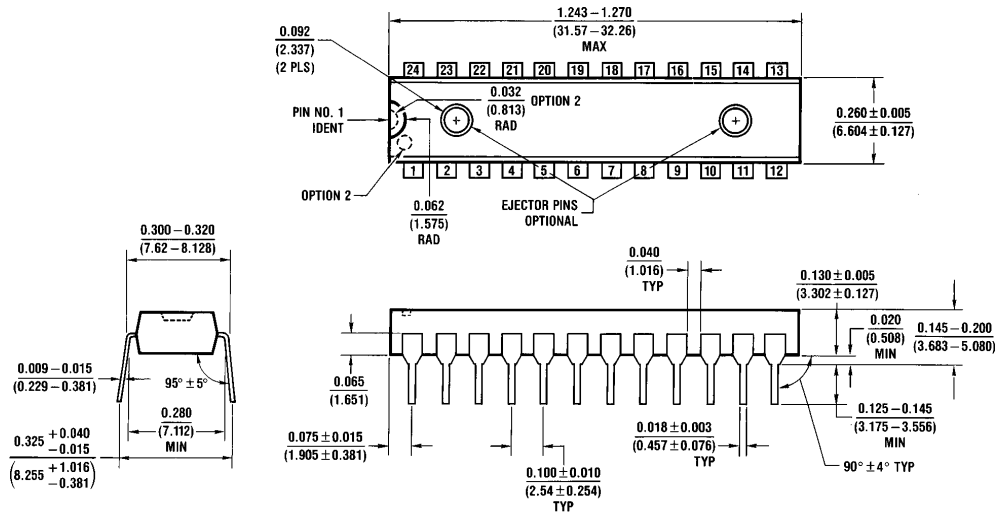 1.243–1.270
(31.57–32.26)
MAX
0.092
(2.337)
(2 PLS)
24 23 22 21 20 19 18 17 16 15 14 13
0.032
(0.813)
RAD
OPTION 2
PIN NO. 1
IDENT
0.260 ± 0.005
(6.604 ± 0.127)
1 2 3 4 5 6 7 8 9 10 11 12
OPTION 2
0.062
(1.575)
RAD
EJECTOR PINS
OPTIONAL
0.300–0.320
(7.62–8.128)
0.040
(1.016)
TYP
0.130 ± 0.005
(3.302 ± 0.127)
0.020
(0.508)
MIN
0.145–0.200
(3.683–5.080)
0.009–0.015
(0.229–0.381)
95° ± 5°
0.065
(1.651)
0.280
(7.112)
MIN
0.125–0.145
(3.175–3.556)
MIN
0.325 +0.040 −0.015
(8.255 +1.016 −0.381)
0.075 ± 0.015
(1.905 ± 0.381)
0.018 ± 0.003
(0.457 ± 0.076)
TYP
0.100 ± 0.010
(2.54 ± 0.254)
TYP
90° ± 4° TYP